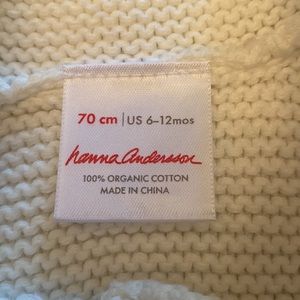 70 cm | US 6–12mos
hanna andersson
100% ORGANIC COTTON
MADE IN CHINA